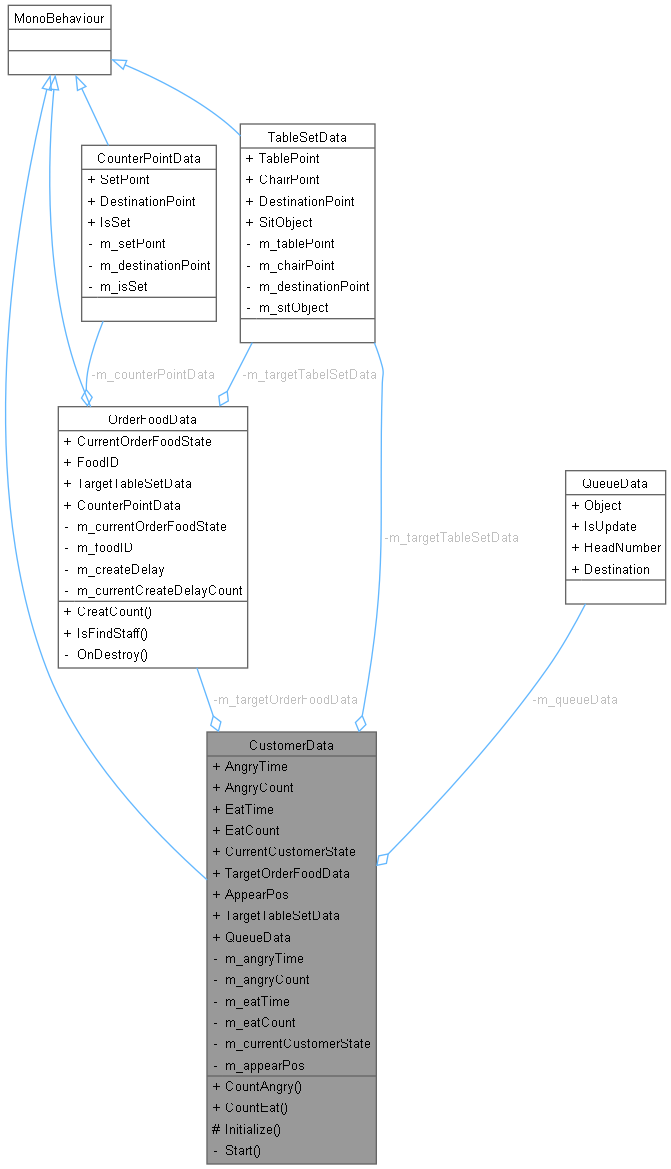 MonoBehaviour
TableSetData
+ TablePoint
+ ChairPoint
+ DestinationPoint
+ SitObject
- m_tablePoint
- m_chairPoint
- m_destinationPoint
- m_sitObject
CounterPointData
+ SetPoint
+ DestinationPoint
+ IsSet
- m_setPoint
- m_destinationPoint
- m_isSet
-m_counterPointData
-m_targetTabelSetData
OrderFoodData
+ CurrentOrderFoodState
+ FoodID
+ TargetTableSetData
+ CounterPointData
- m_currentOrderFoodState
- m_foodID
- m_createDelay
- m_currentCreateDelayCount
+ CreatCount()
+ IsFindStaff()
- OnDestroy()
-m_targetTableSetData
QueueData
+ Object
+ IsUpdate
+ HeadNumber
+ Destination
-m_targetOrderFoodData
-m_queueData
CustomerData
+ AngryTime
+ AngryCount
+ EatTime
+ EatCount
+ CurrentCustomerState
+ TargetOrderFoodData
+ AppearPos
+ TargetTableSetData
+ QueueData
- m_angryTime
- m_angryCount
- m_eatTime
- m_eatCount
- m_currentCustomerState
- m_appearPos
+ CountAngry()
+ CountEat()
# Initialize()
- Start()